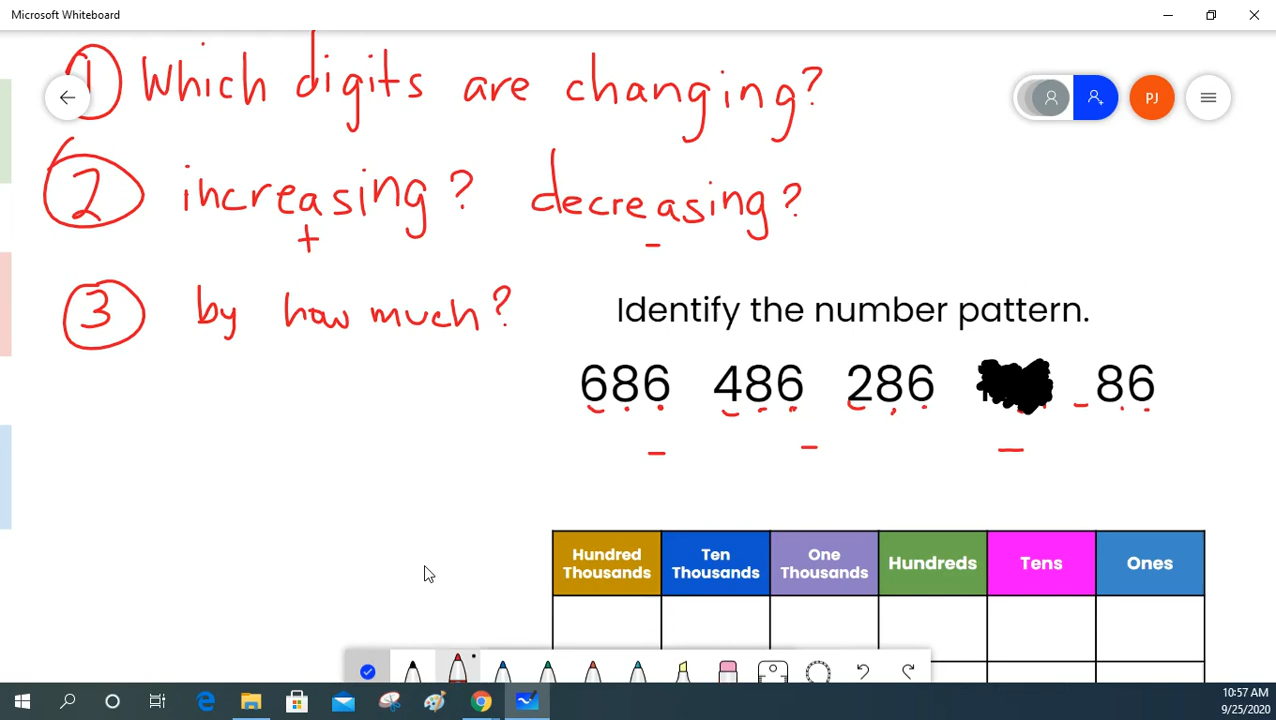 Microsoft Whiteboard
1 Which digits are changing?
PJ
2 increasing? decreasing?
+ -
3 by how much?
Identify the number pattern.
686 486 286 _ 86
- - -
Hundred Thousands Ten Thousands One Thousands Hundreds Tens Ones
10:57 AM
9/25/2020